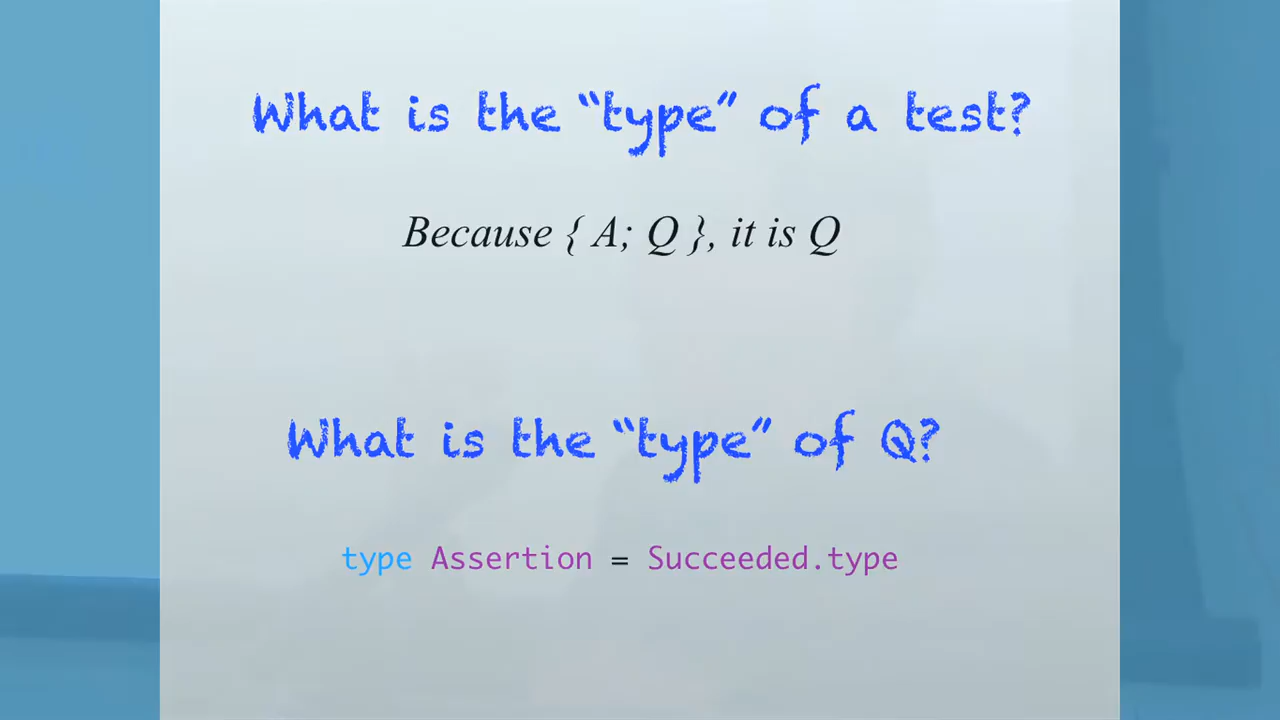 What is the “type” of a test?
Because { A; Q }, it is Q
What is the “type” of Q?
type Assertion = Succeeded.type